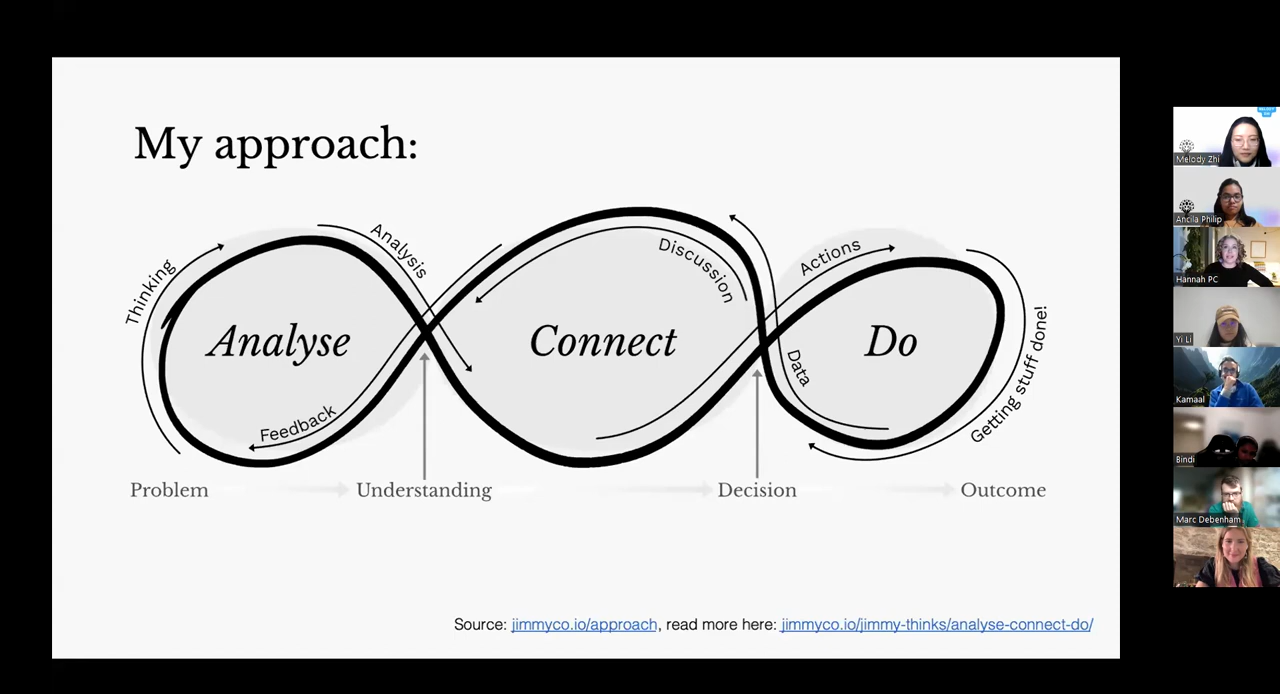 My approach:
Thinking
Analysis
Discussion
Actions
Analyse
Connect
Do
Data
Getting stuff done!
Feedback
Problem
Understanding
Decision
Outcome
Source: jimmyco.io/approach, read more here: jimmyco.io/jimmy-thinks/analyse-connect-do/
Melody Zhi
Ancila Philip
Hannah PC
Yi Li
Kamaal
Bindi
Marc Debenham